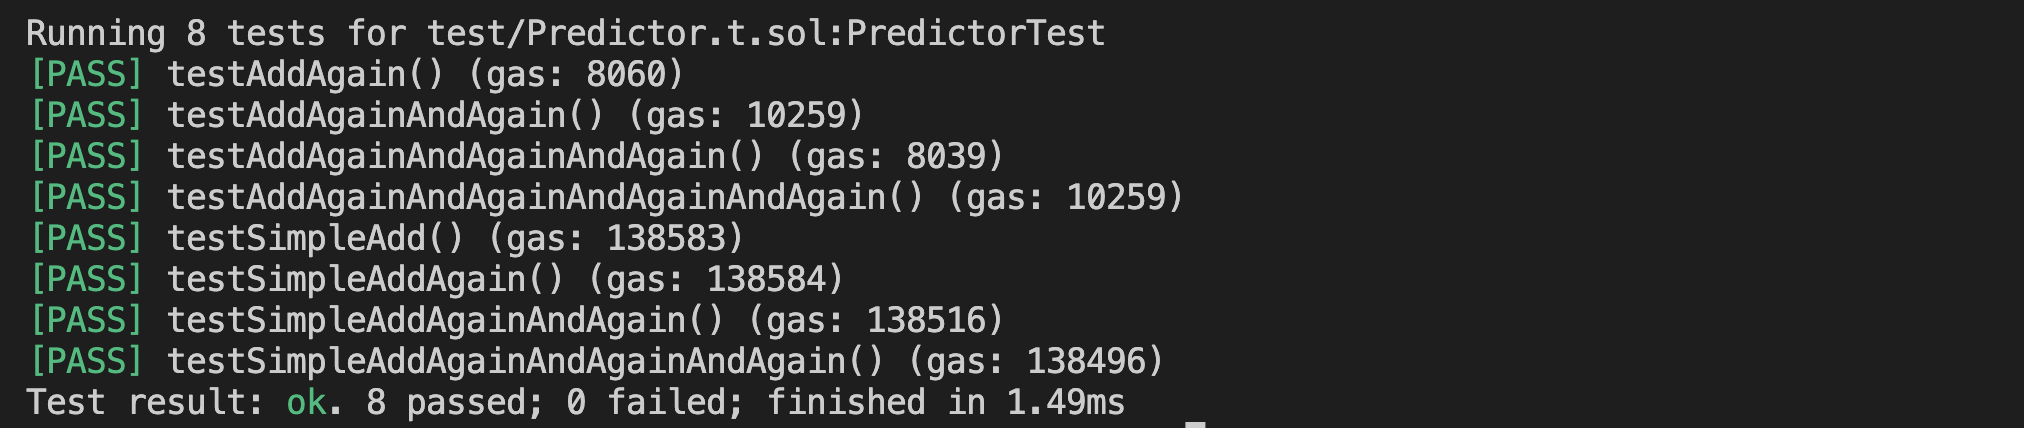 Running 8 tests for test/Predictor.t.sol:PredictorTest
[PASS] testAddAgain() (gas: 8060)
[PASS] testAddAgainAndAgain() (gas: 10259)
[PASS] testAddAgainAndAgainAndAgain() (gas: 8039)
[PASS] testAddAgainAndAgainAndAgainAndAgain() (gas: 10259)
[PASS] testSimpleAdd() (gas: 138583)
[PASS] testSimpleAddAgain() (gas: 138584)
[PASS] testSimpleAddAgainAndAgain() (gas: 138516)
[PASS] testSimpleAddAgainAndAgainAndAgain() (gas: 138496)
Test result: ok. 8 passed; 0 failed; finished in 1.49ms